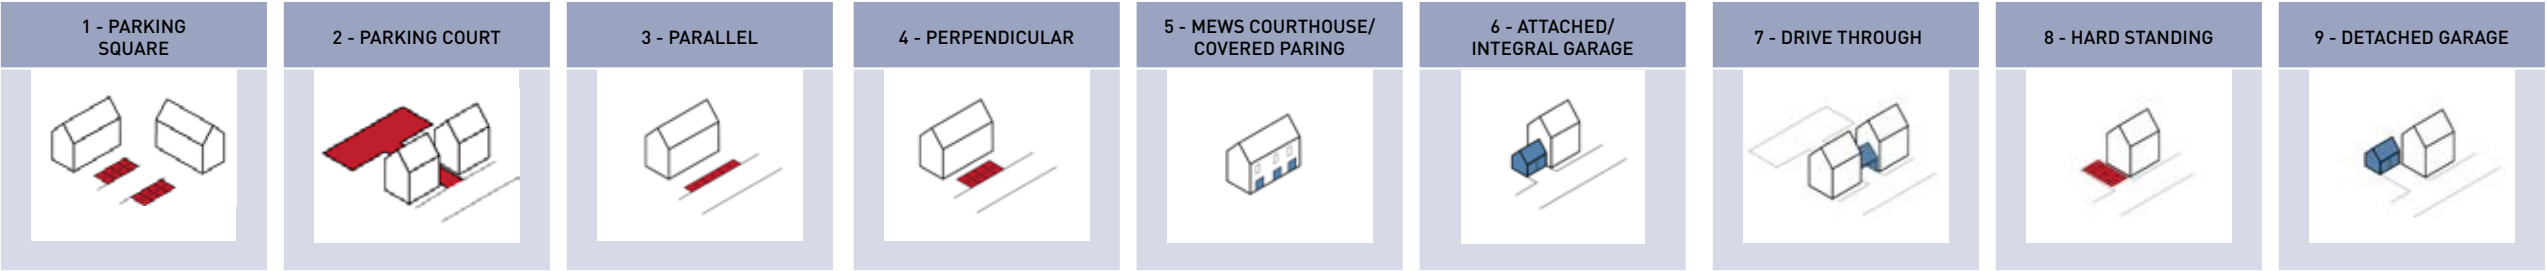 1 - PARKING
SQUARE
2 - PARKING COURT
3 - PARALLEL
4 - PERPENDICULAR
5 - MEWS COURTHOUSE/
COVERED PARING
6 - ATTACHED/
INTEGRAL GARAGE
7 - DRIVE THROUGH
8 - HARD STANDING
9 - DETACHED GARAGE